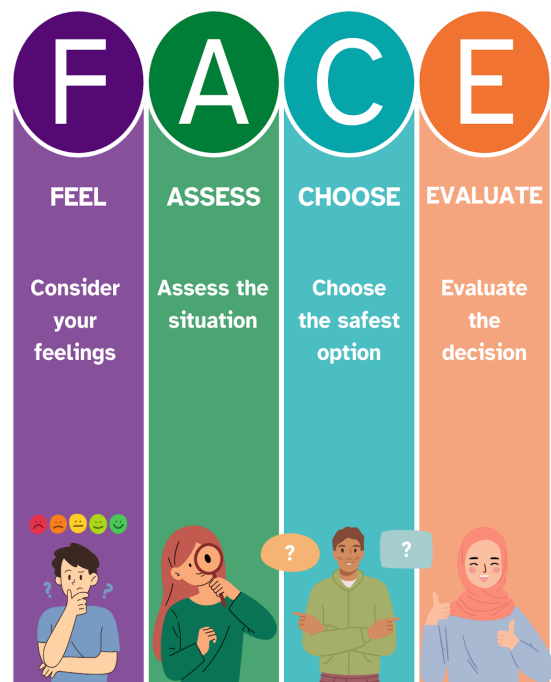 F
A
C
E
FEEL
ASSESS
CHOOSE
EVALUATE
Consider
your
feelings
Assess the
situation
Choose
the safest
option
Evaluate
the
decision
?
?
?
?